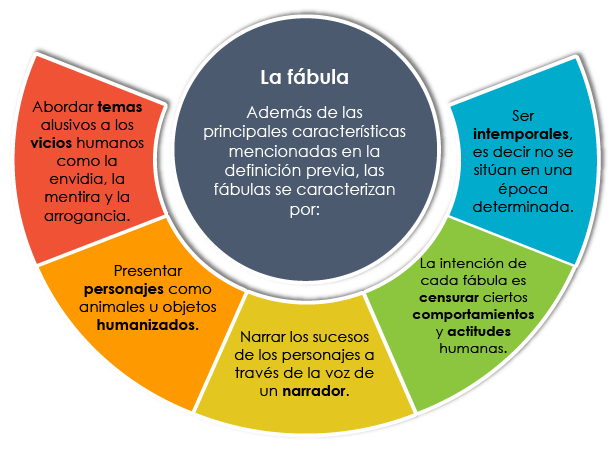 La fábula
Además de las
principales características
mencionadas en la
definición previa, las
fábulas se caracterizan
por:
Abordar temas
alusivos a los
vicios humanos
como la
envidia, la
mentira y la
arrogancia.
Presentar
personajes como
animales u objetos
humanizados.
Narrar los sucesos
de los personajes a
través de la voz de
un narrador.
La intención de
cada fábula es
censurar ciertos
comportamientos
y actitudes
humanas.
Ser
intemporales,
es decir no se
sitúan en una
época
determinada.